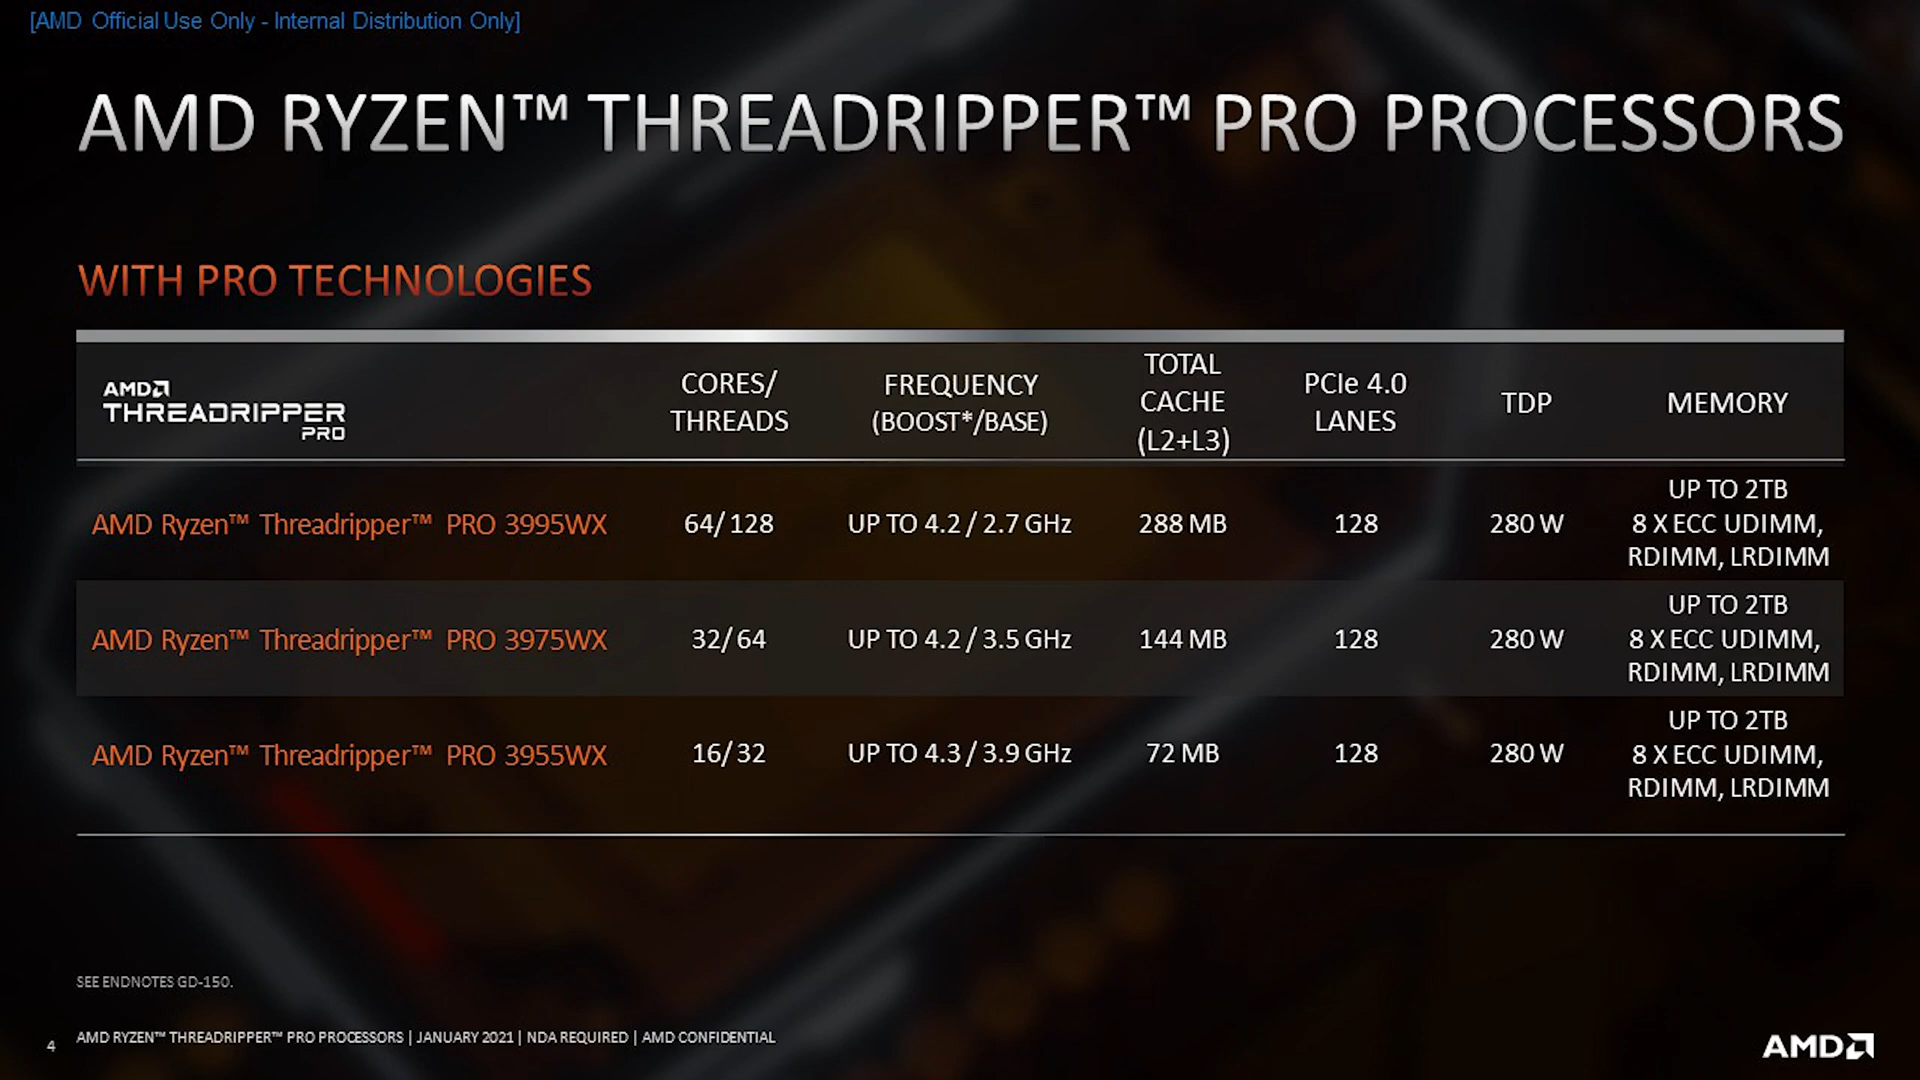 [AMD Official Use Only - Internal Distribution Only]
AMD RYZEN™ THREADRIPPER™ PRO PROCESSORS
WITH PRO TECHNOLOGIES
AMD
THREADRIPPER
PRO
CORES/
THREADS
FREQUENCY
(BOOST*/BASE)
TOTAL
CACHE
(L2+L3)
PCIe 4.0
LANES
TDP
MEMORY
AMD Ryzen™ Threadripper™ PRO 3995WX
64/ 128
UP TO 4.2 / 2.7 GHz
288 MB
128
280 W
UP TO 2TB
8 X ECC UDIMM,
RDIMM, LRDIMM
AMD Ryzen™ Threadripper™ PRO 3975WX
32/ 64
UP TO 4.2 / 3.5 GHz
144 MB
128
280 W
UP TO 2TB
8 X ECC UDIMM,
RDIMM, LRDIMM
AMD Ryzen™ Threadripper™ PRO 3955WX
16/ 32
UP TO 4.3 / 3.9 GHz
72 MB
128
280 W
UP TO 2TB
8 X ECC UDIMM,
RDIMM, LRDIMM
SEE ENDNOTES GD-150.
4
AMD RYZEN™ THREADRIPPER™ PRO PROCESSORS | JANUARY 2021 | NDA REQUIRED | AMD CONFIDENTIAL
AMD